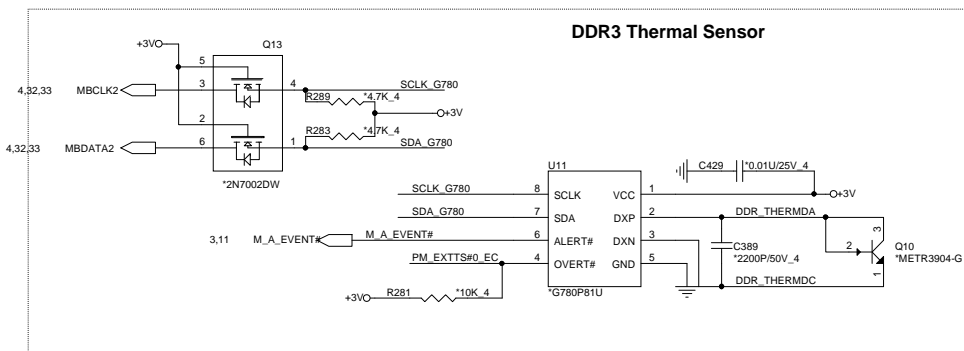 DDR3 Thermal Sensor
Q13
+3V
5
4,32,33 MBCLK2 3 4 SCLK_G780
R289 *4.7K_4
+3V
2
R283 *4.7K_4
4,32,33 MBDATA2 6 1 SDA_G780
*2N7002DW
U11
C429 *0.01U/25V_4
SCLK_G780 8 SCLK VCC 1 +3V
SDA_G780 7 SDA DXP 2 DDR_THERMDA
3
3,11 M_A_EVENT# M_A_EVENT# 6 ALERT# DXN 3
C389
2
Q10
*2200P/50V_4
*METR3904-G
PM_EXTTS#0_EC 4 OVERT# GND 5
1
DDR_THERMDC
+3V R281 *10K_4
*G780P81U